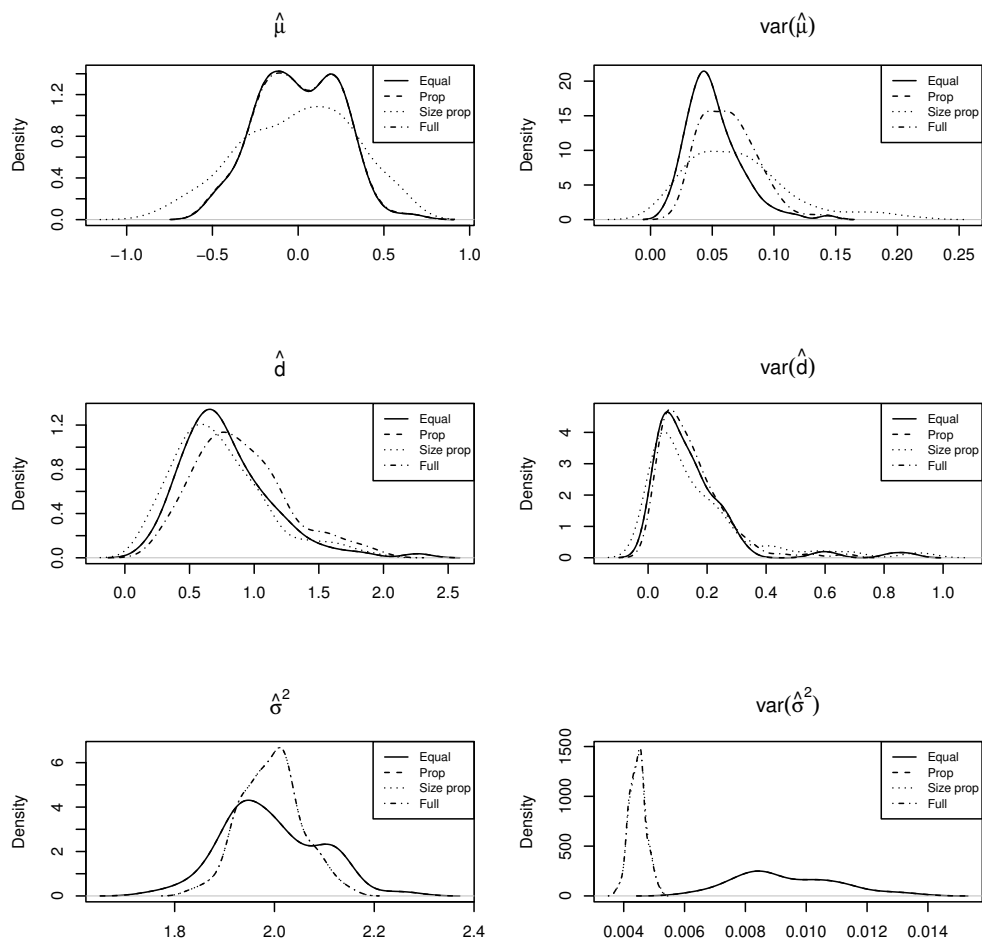 μ̂
Density
0.0 0.4 0.8 1.2
−1.0 −0.5 0.0 0.5 1.0
Equal
Prop
Size prop
Full
var(μ̂)
Density
0 5 10 15 20
0.00 0.05 0.10 0.15 0.20 0.25
Equal
Prop
Size prop
Full
d̂
Density
0.0 0.4 0.8 1.2
0.0 0.5 1.0 1.5 2.0 2.5
Equal
Prop
Size prop
Full
var(d̂)
Density
0 1 2 3 4
0.0 0.2 0.4 0.6 0.8 1.0
Equal
Prop
Size prop
Full
σ̂²
Density
0 2 4 6
1.8 2.0 2.2 2.4
Equal
Prop
Size prop
Full
var(σ̂²)
Density
0 500 1000 1500
0.004 0.006 0.008 0.010 0.012 0.014
Equal
Prop
Size prop
Full